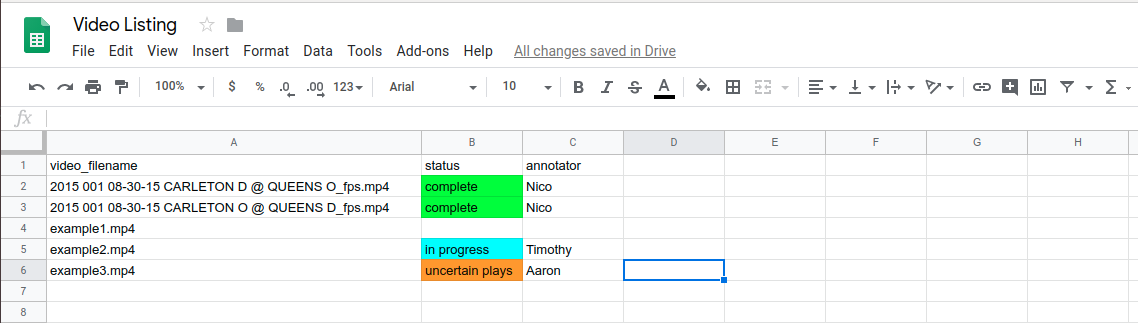 Video Listing
File Edit View Insert Format Data Tools Add-ons Help All changes saved in Drive
100% $ % .0 .00 123 Arial 10 B I S A Σ
fx
A B C D E F G H
1 video_filename status annotator
2 2015 001 08-30-15 CARLETON D @ QUEENS O_fps.mp4 complete Nico
3 2015 001 08-30-15 CARLETON O @ QUEENS D_fps.mp4 complete Nico
4 example1.mp4
5 example2.mp4 in progress Timothy
6 example3.mp4 uncertain plays Aaron
7
8